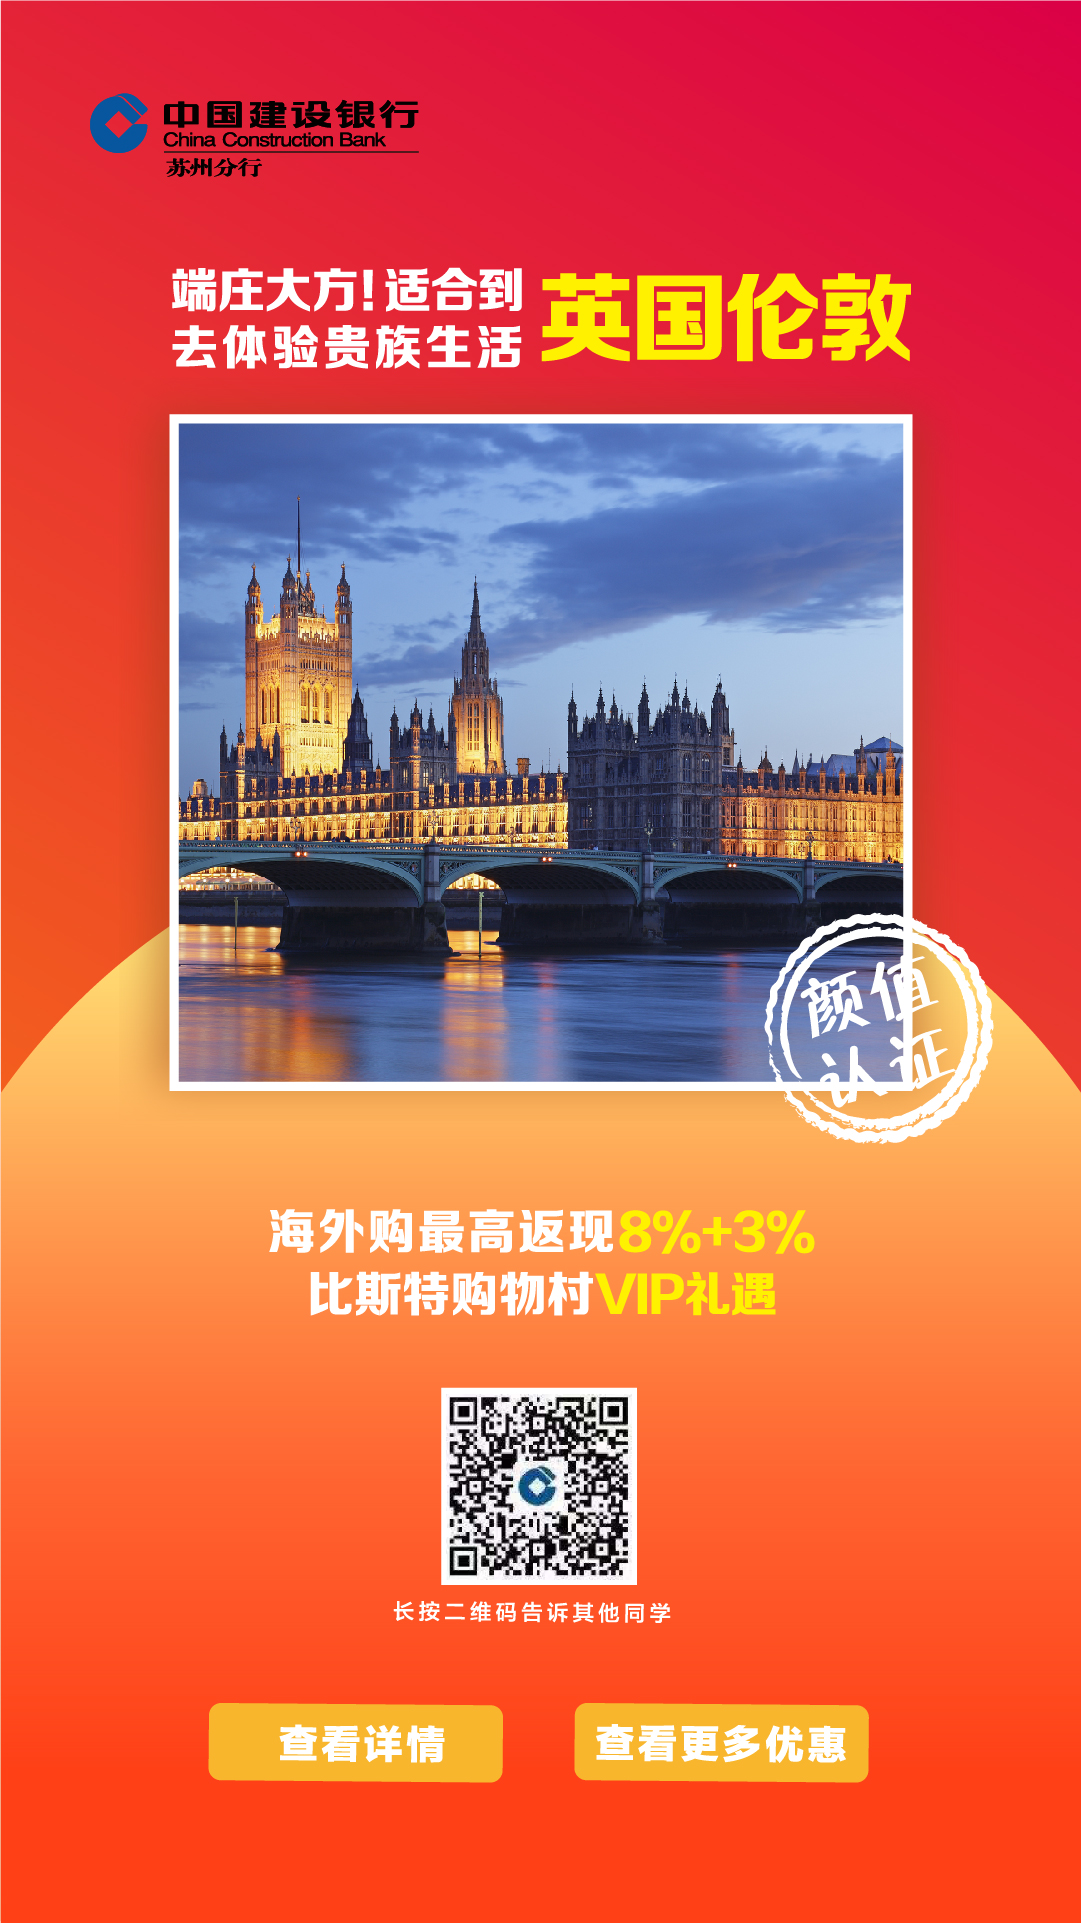 中国建设银行
China Construction Bank
苏州分行
端庄大方！适合到
去体验贵族生活
英国伦敦
颜值
认证
海外购最高返现8%+3%
比斯特购物村VIP礼遇
长按二维码告诉其他同学
查看详情
查看更多优惠